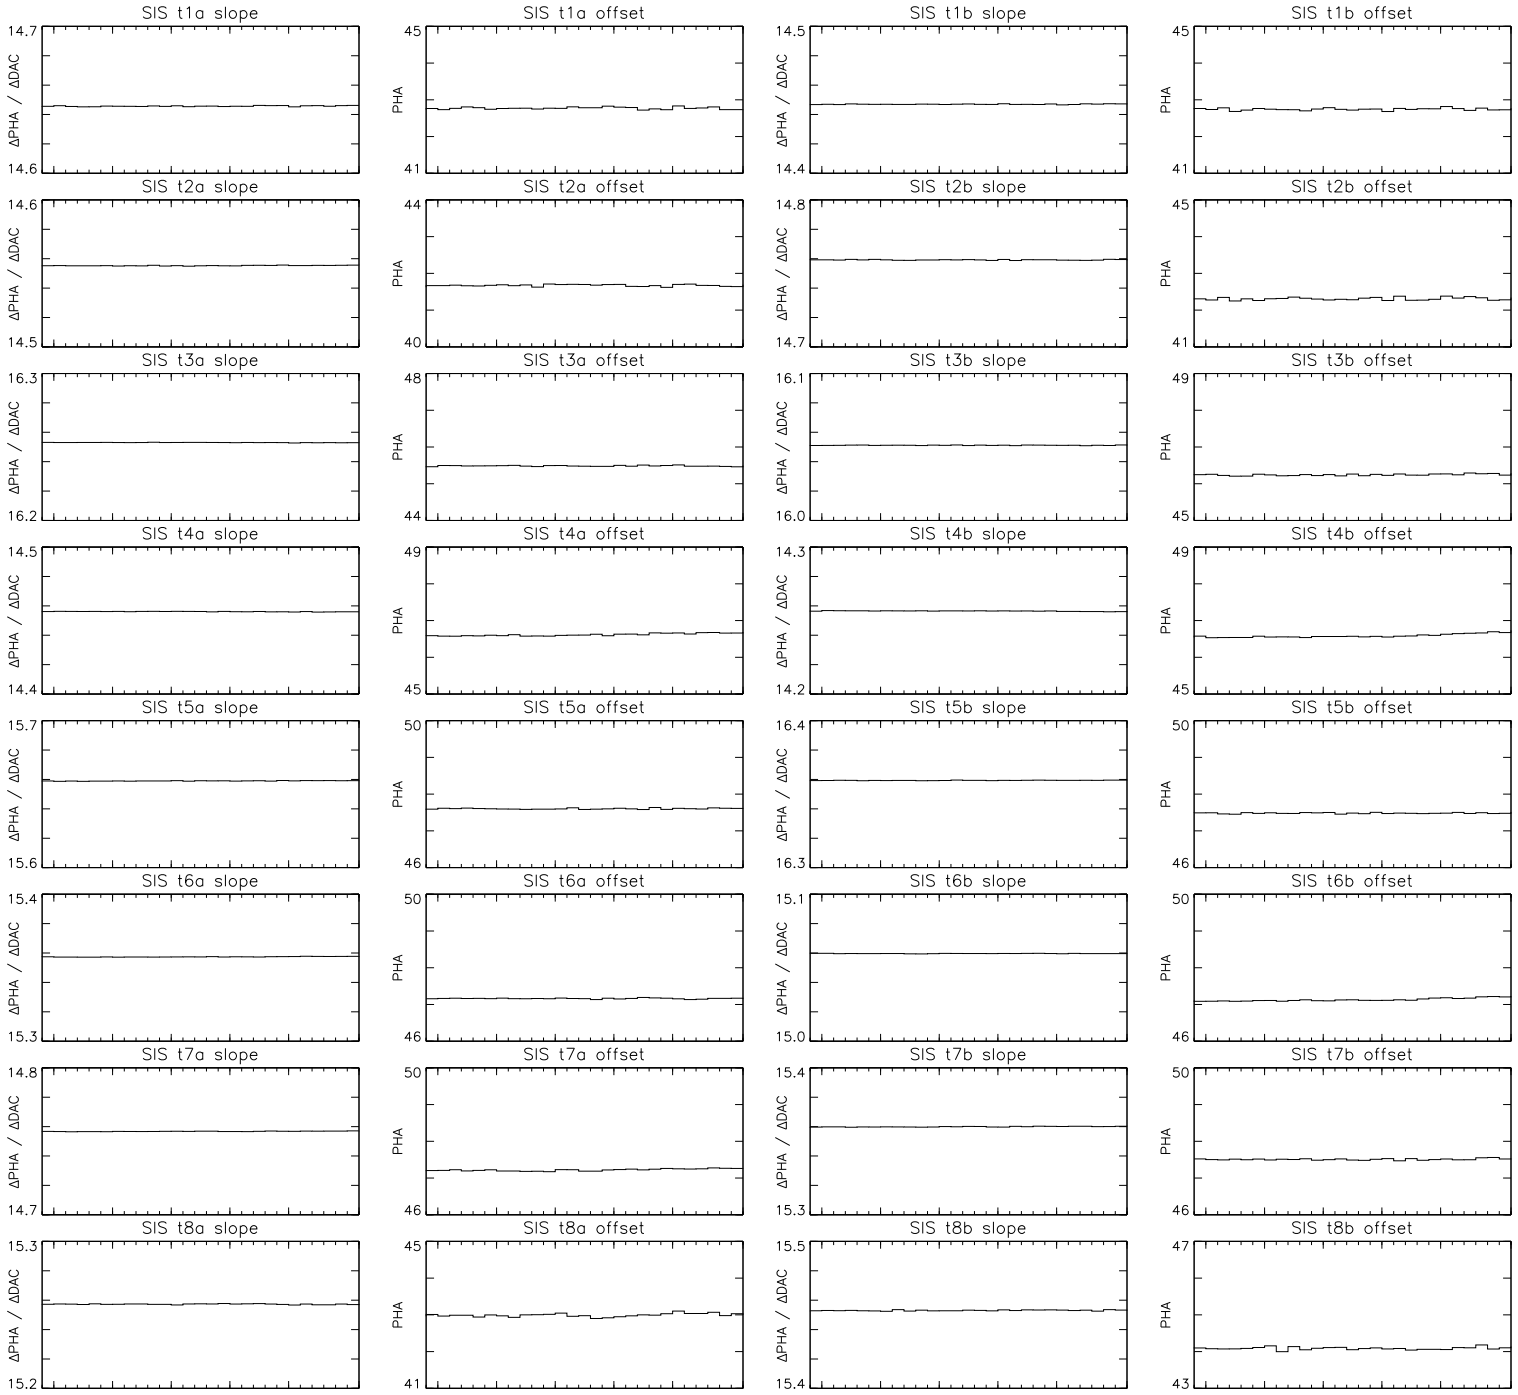 SIS t1a slope
14.7
ΔPHA / ΔDAC
14.6
SIS t1a offset
45
PHA
41
SIS t1b slope
14.5
ΔPHA / ΔDAC
14.4
SIS t1b offset
45
PHA
41
SIS t2a slope
14.6
ΔPHA / ΔDAC
14.5
SIS t2a offset
44
PHA
40
SIS t2b slope
14.8
ΔPHA / ΔDAC
14.7
SIS t2b offset
45
PHA
41
SIS t3a slope
16.3
ΔPHA / ΔDAC
16.2
SIS t3a offset
48
PHA
44
SIS t3b slope
16.1
ΔPHA / ΔDAC
16.0
SIS t3b offset
49
PHA
45
SIS t4a slope
14.5
ΔPHA / ΔDAC
14.4
SIS t4a offset
49
PHA
45
SIS t4b slope
14.3
ΔPHA / ΔDAC
14.2
SIS t4b offset
49
PHA
45
SIS t5a slope
15.7
ΔPHA / ΔDAC
15.6
SIS t5a offset
50
PHA
46
SIS t5b slope
16.4
ΔPHA / ΔDAC
16.3
SIS t5b offset
50
PHA
46
SIS t6a slope
15.4
ΔPHA / ΔDAC
15.3
SIS t6a offset
50
PHA
46
SIS t6b slope
15.1
ΔPHA / ΔDAC
15.0
SIS t6b offset
50
PHA
46
SIS t7a slope
14.8
ΔPHA / ΔDAC
14.7
SIS t7a offset
50
PHA
46
SIS t7b slope
15.4
ΔPHA / ΔDAC
15.3
SIS t7b offset
50
PHA
46
SIS t8a slope
15.3
ΔPHA / ΔDAC
15.2
SIS t8a offset
45
PHA
41
SIS t8b slope
15.5
ΔPHA / ΔDAC
15.4
SIS t8b offset
47
PHA
43